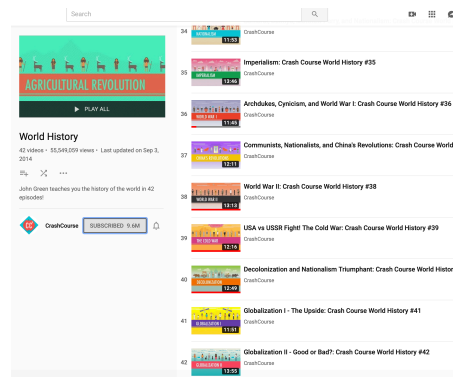 Search
AGRICULTURAL REVOLUTION
PLAY ALL
World History
42 videos • 55,549,059 views • Last updated on Sep 3,
2014
John Green teaches you the history of the world in 42
episodes!
CrashCourse SUBSCRIBED 9.6M
34
NATIONALISM
11:53
CrashCourse
35
IMPERIALISM
13:46
Imperialism: Crash Course World History #35
CrashCourse
36
WORLD WAR I
11:45
Archdukes, Cynicism, and World War I: Crash Course World History #36
CrashCourse
37
12:11
Communists, Nationalists, and China's Revolutions: Crash Course World
CrashCourse
38
WORLD WAR II
13:13
World War II: Crash Course World History #38
CrashCourse
39
THE COLD WAR
12:16
USA vs USSR Fight! The Cold War: Crash Course World History #39
CrashCourse
40
DECOLONIZATION
12:49
Decolonization and Nationalism Triumphant: Crash Course World Histor
CrashCourse
41
GLOBALIZATION I
11:51
Globalization I - The Upside: Crash Course World History #41
CrashCourse
42
GLOBALIZATION II
13:55
Globalization II - Good or Bad?: Crash Course World History #42
CrashCourse